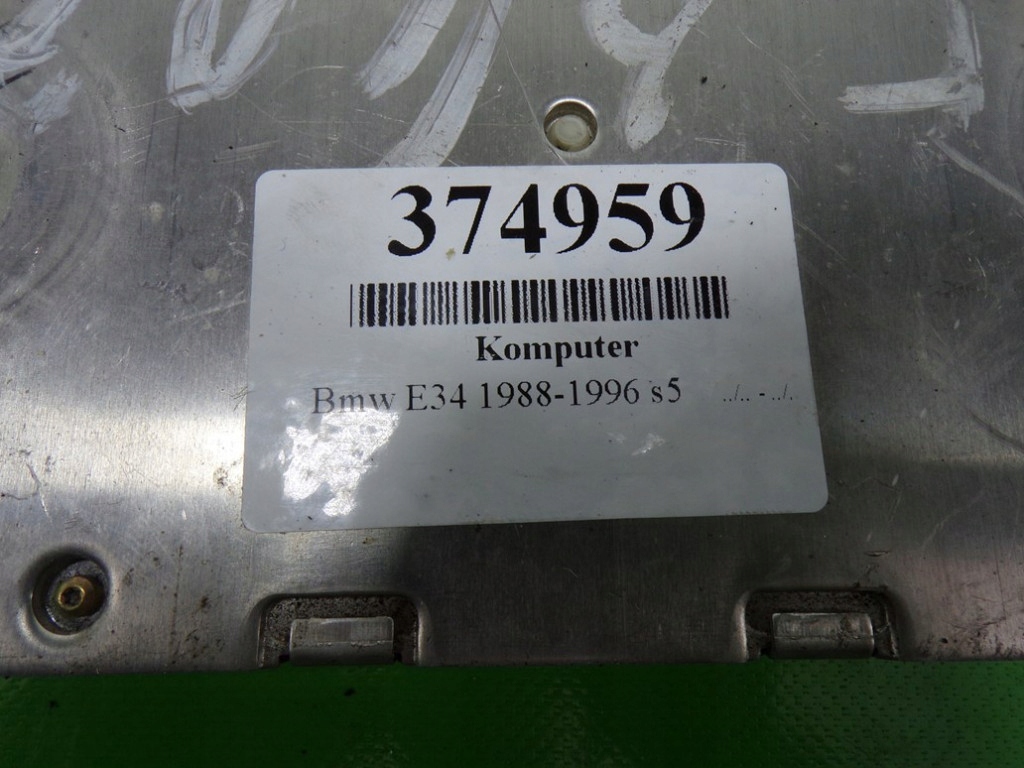 374959
Komputer
Bmw E34 1988-1996 s5 ../.. - ../.